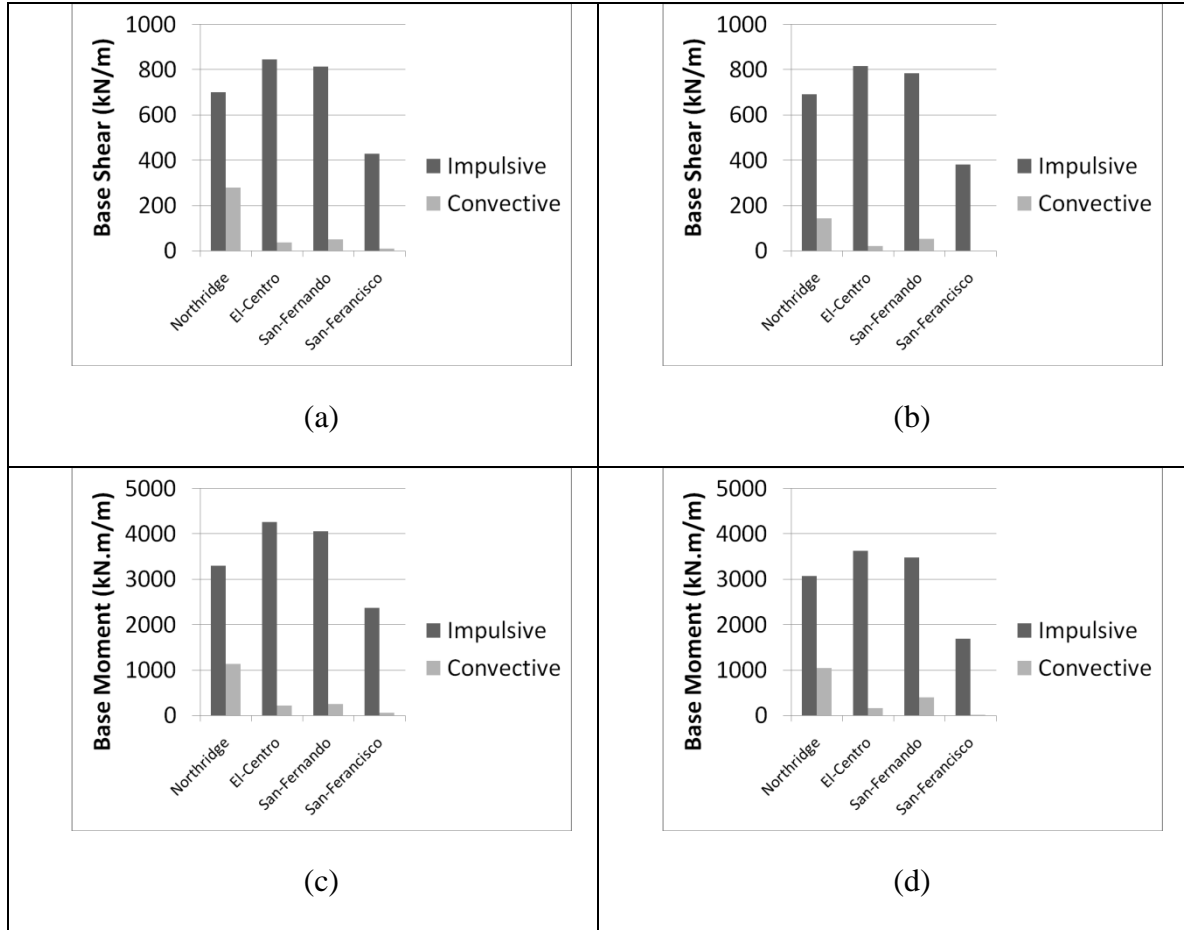 Base Shear (kN/m)
1000
800
600
400
200
0
Northridge
El-Centro
San-Fernando
San-Ferancisco
Impulsive
Convective
(a)
Base Shear (kN/m)
1000
800
600
400
200
0
Northridge
El-Centro
San-Fernando
San-Ferancisco
Impulsive
Convective
(b)
Base Moment (kN.m/m)
5000
4000
3000
2000
1000
0
Northridge
El-Centro
San-Fernando
San-Ferancisco
Impulsive
Convective
(c)
Base Moment (kN.m/m)
5000
4000
3000
2000
1000
0
Northridge
El-Centro
San-Fernando
San-Ferancisco
Impulsive
Convective
(d)